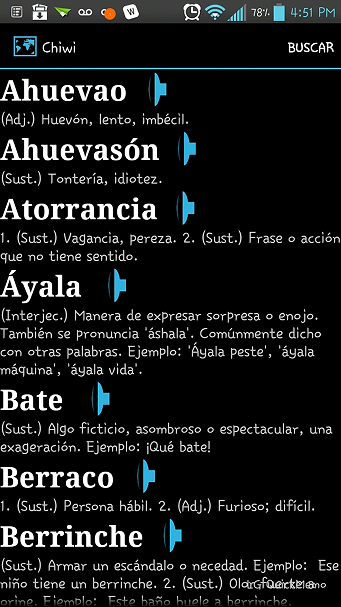 78% 4:51 PM
Chiwi BUSCAR
Ahuevao
(Adj.) Huevón, lento, imbécil.
Ahuevasón
(Sust.) Tontería, idiotez.
Atorrancia
1. (Sust.) Vagancia, pereza. 2. (Sust.) Frase o acción
que no tiene sentido.
Áyala
(Interjec.) Manera de expresar sorpresa o enojo.
También se pronuncia 'áshala'. Comúnmente dicho
con otras palabras. Ejemplo: 'Áyala peste', 'áyala
máquina', 'áyala vida'.
Bate
(Sust.) Algo ficticio, asombroso o espectacular, una
exageración. Ejemplo: ¡Qué bate!
Berraco
1. (Sust.) Persona hábil. 2. (Adj.) Furioso; difícil.
Berrinche
(Sust.) Armar un escándalo o necedad. Ejemplo: Ese
niño tiene un berrinche. 2. (Sust.) Olor fuerte a
orine. Ejemplo: Este baño huele a berrinche.